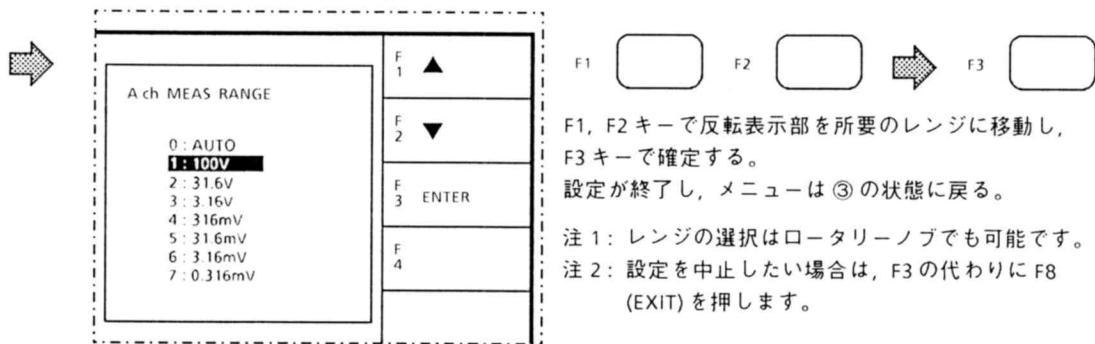 A ch MEAS RANGE
0 : AUTO
1 : 100V
2 : 31.6V
3 : 3.16V
4 : 316mV
5 : 31.6mV
6 : 3.16mV
7 : 0.316mV
F1 ▲
F2 ▼
F3 ENTER
F4
F1 F2 F3
F1, F2 キーで反転表示部を所要のレンジに移動し,
F3 キーで確定する。
設定が終了し, メニューは ③ の状態に戻る。
注 1: レンジの選択はロータリーノブでも可能です。
注 2: 設定を中止したい場合は, F3 の代わりに F8
(EXIT) を押します。